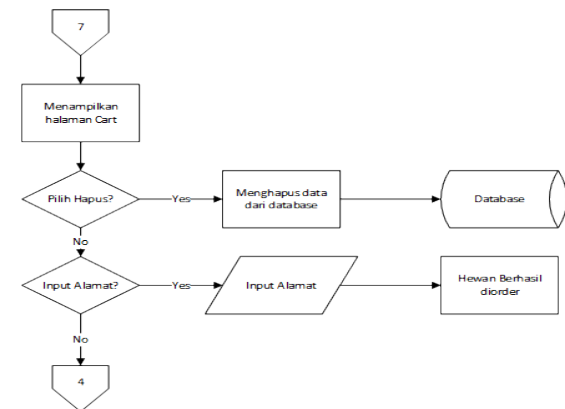 7
Menampilkan
halaman Cart
Pilih Hapus?
Yes
Menghapus data
dari database
Database
No
Input Alamat?
Yes
Input Alamat
Hewan Berhasil
diorder
No
4